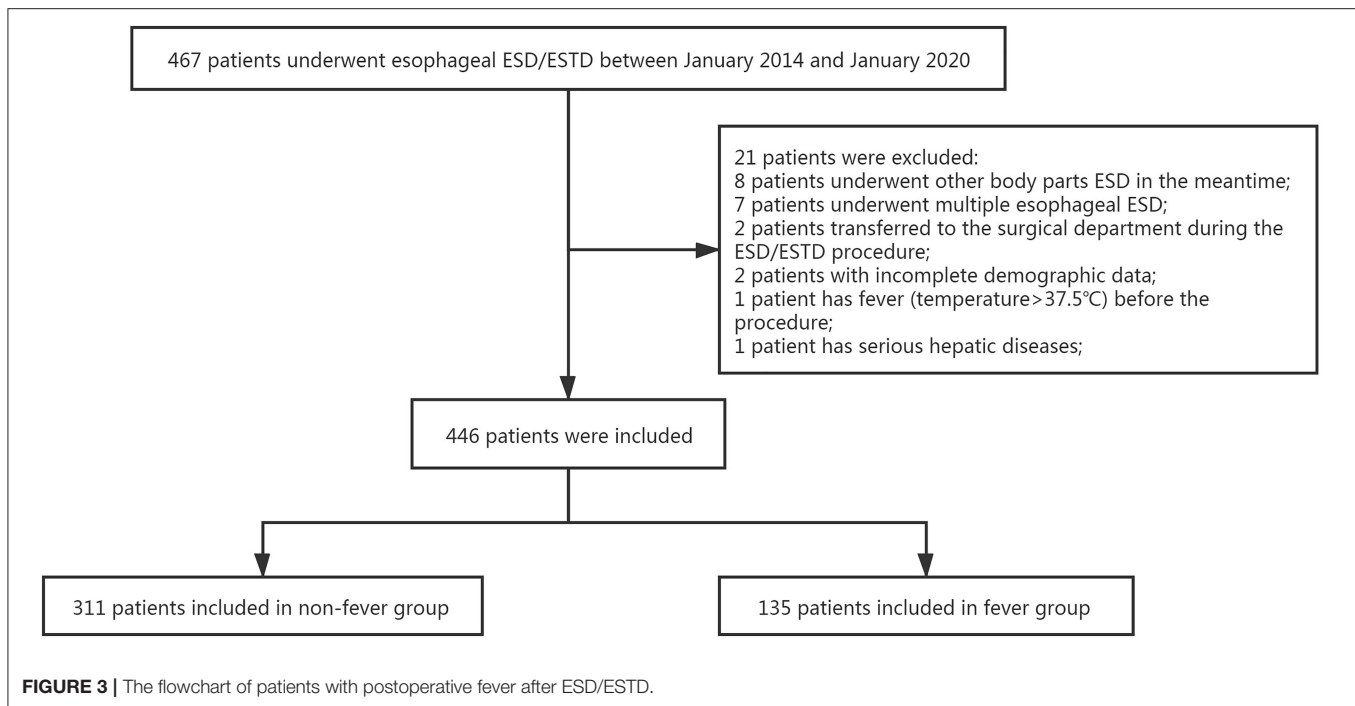 467 patients underwent esophageal ESD/ESTD between January 2014 and January 2020
21 patients were excluded:
8 patients underwent other body parts ESD in the meantime;
7 patients underwent multiple esophageal ESD;
2 patients transferred to the surgical department during the
ESD/ESTD procedure;
2 patients with incomplete demographic data;
1 patient has fever (temperature>37.5℃) before the
procedure;
1 patient has serious hepatic diseases;
446 patients were included
311 patients included in non-fever group
135 patients included in fever group
FIGURE 3 | The flowchart of patients with postoperative fever after ESD/ESTD.